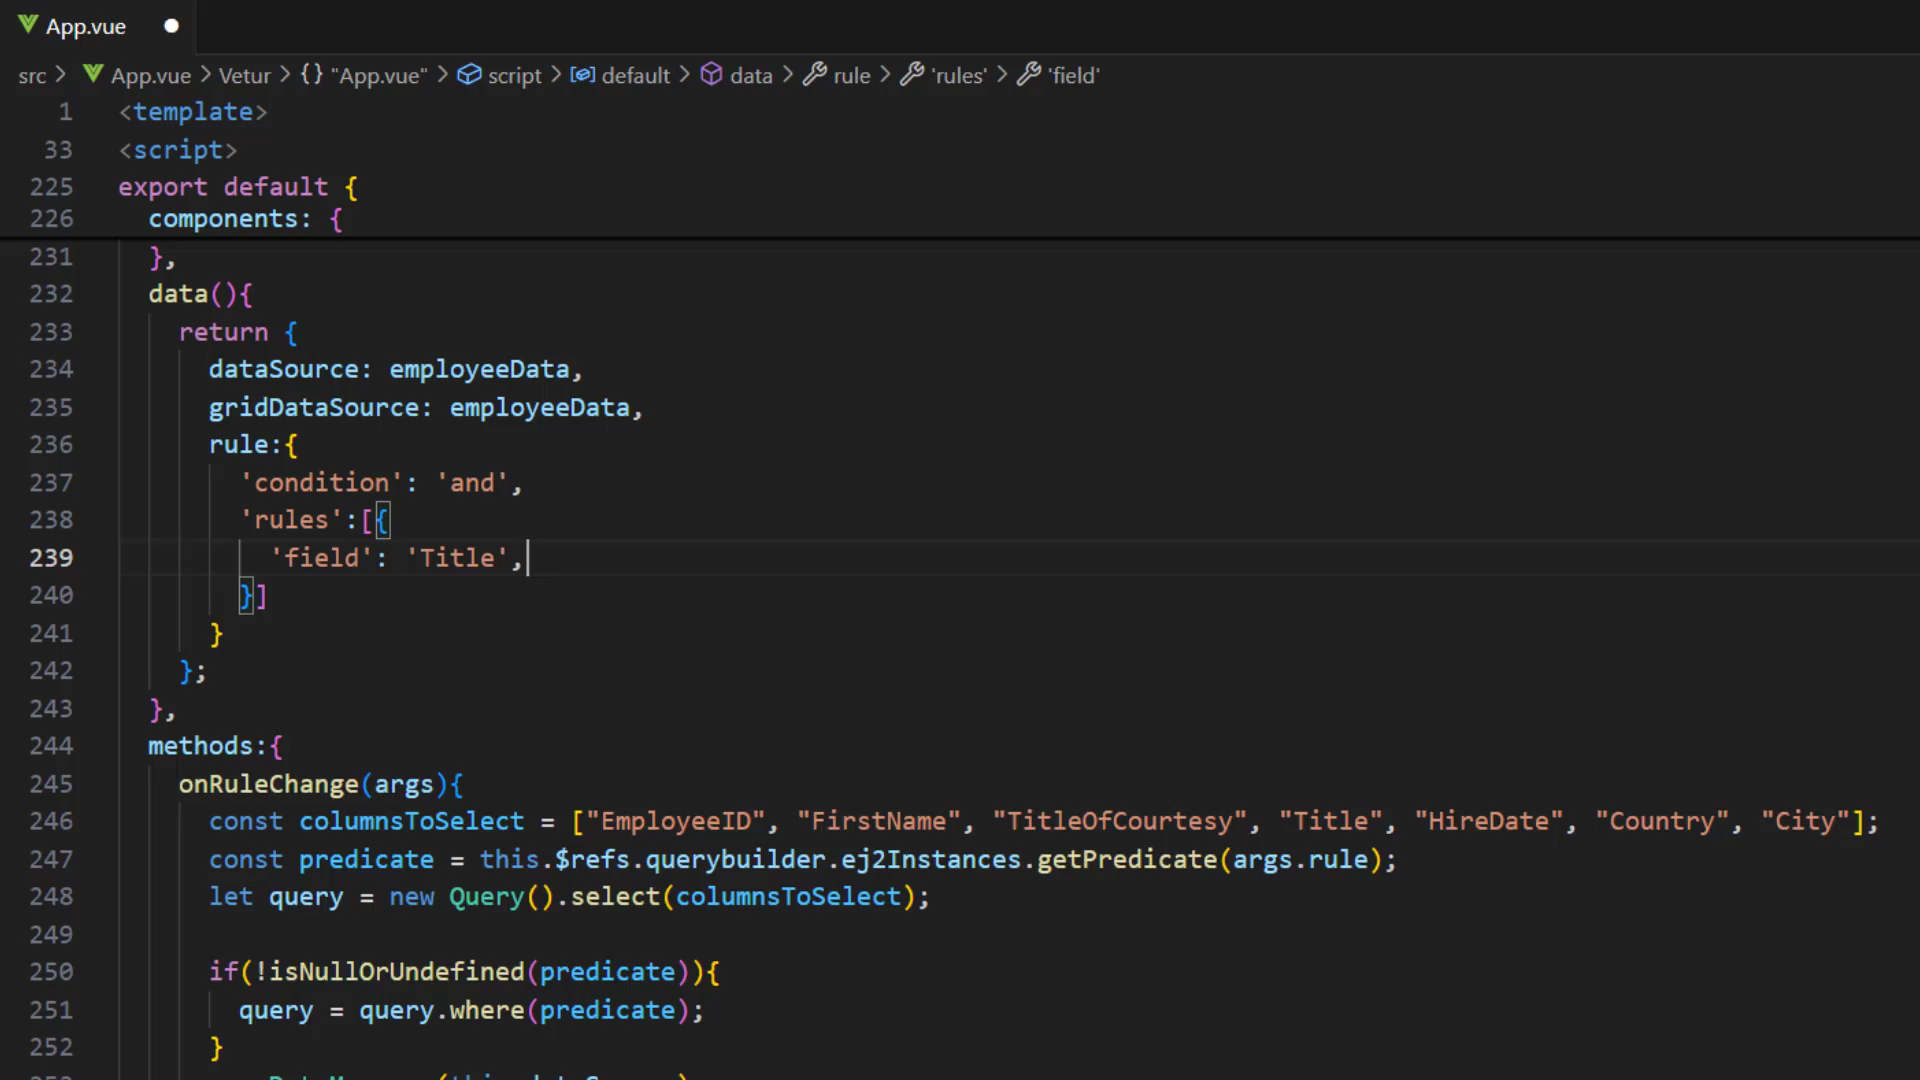 App.vue
src > App.vue > Vetur > {} "App.vue" > script > default > data > rule > 'rules' > 'field'
1 <template>
33 <script>
225 export default {
226 components: {
231 },
232 data(){
233 return {
234 dataSource: employeeData,
235 gridDataSource: employeeData,
236 rule:{
237 'condition': 'and',
238 'rules':[{
239 'field': 'Title',
240 }]
241 }
242 };
243 },
244 methods:{
245 onRuleChange(args){
246 const columnsToSelect = ["EmployeeID", "FirstName", "TitleOfCourtesy", "Title", "HireDate", "Country", "City"];
247 const predicate = this.$refs.querybuilder.ej2Instances.getPredicate(args.rule);
248 let query = new Query().select(columnsToSelect);
249
250 if(!isNullOrUndefined(predicate)){
251 query = query.where(predicate);
252 }